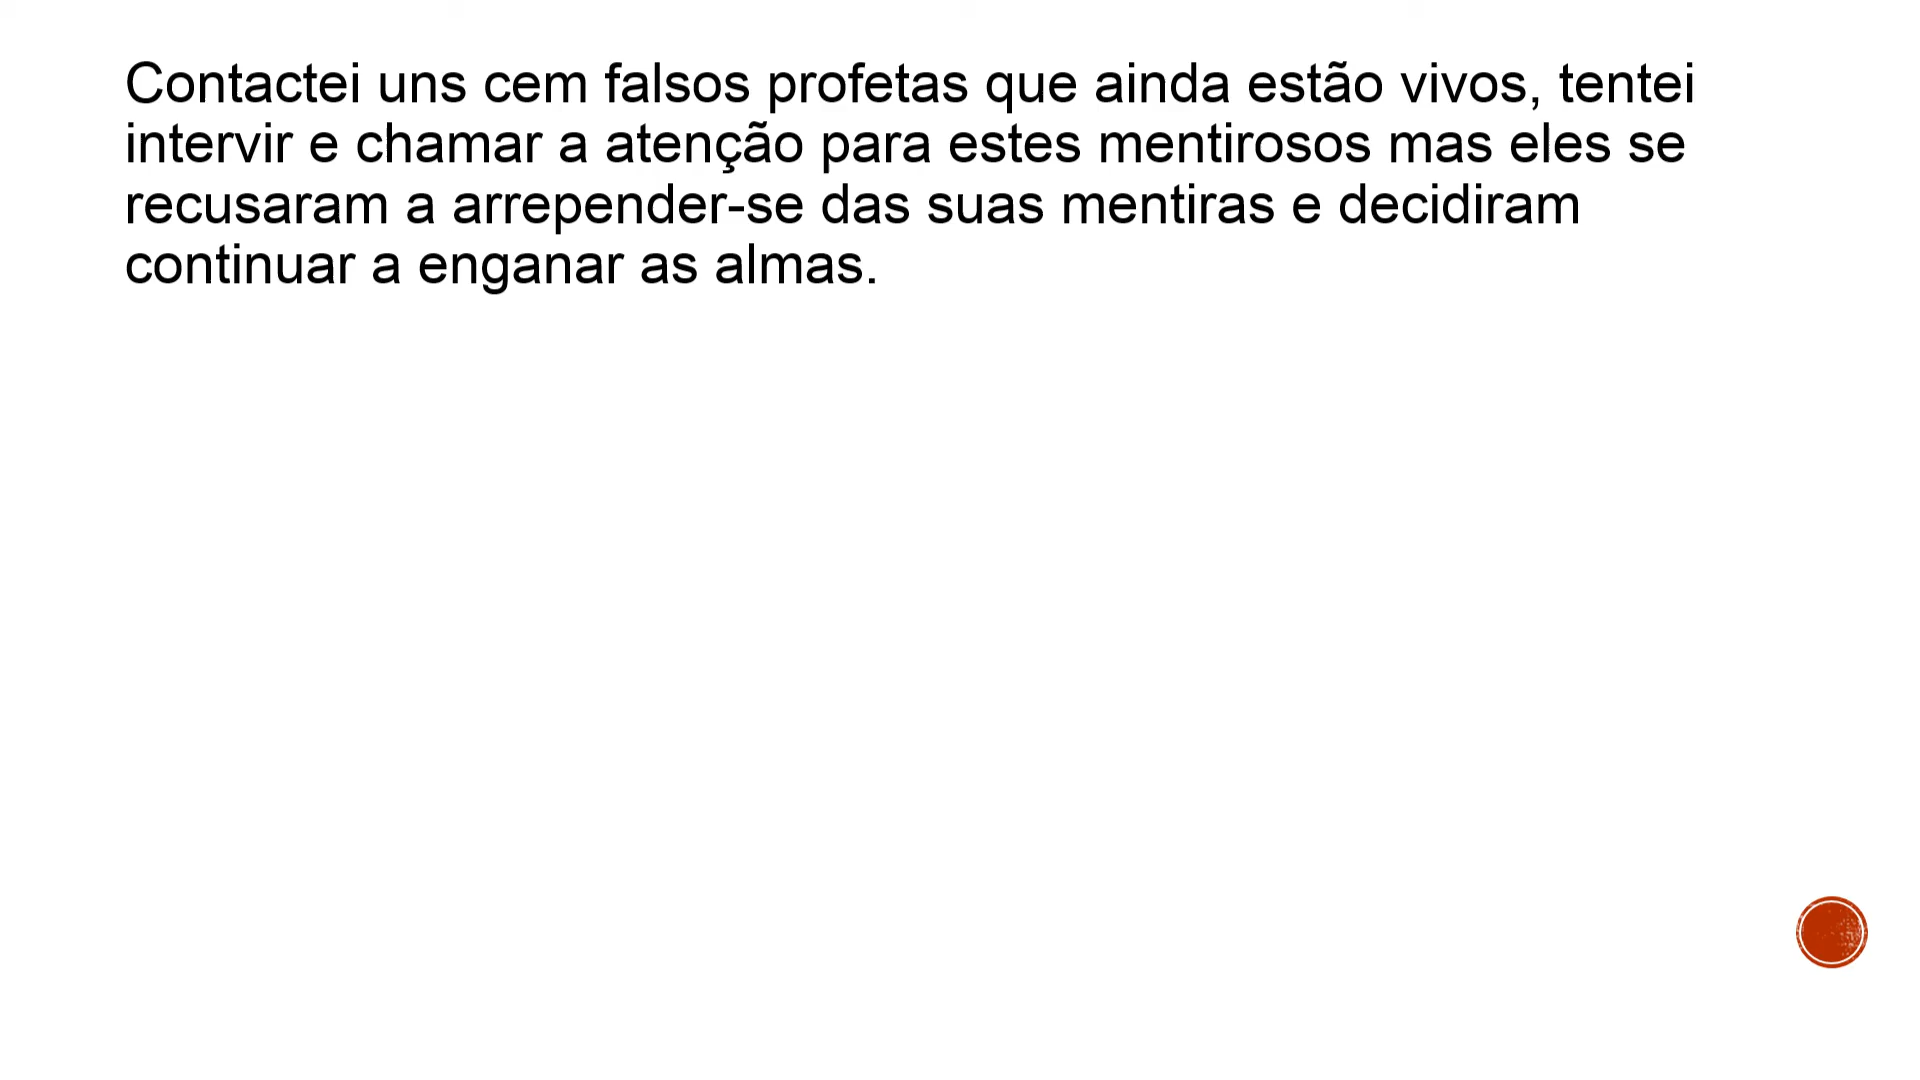 Contactei uns cem falsos profetas que ainda estão vivos, tentei
intervir e chamar a atenção para estes mentirosos mas eles se
recusaram a arrepender-se das suas mentiras e decidiram
continuar a enganar as almas.